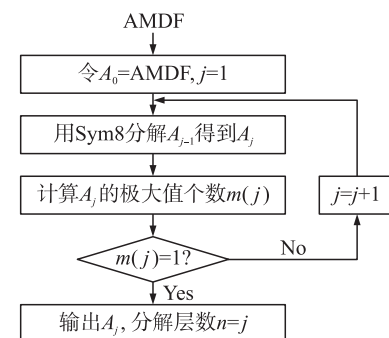 AMDF
令A₀=AMDF, j=1
用Sym8分解Aⱼ₋₁得到Aⱼ
计算Aⱼ的极大值个数m(j)
j=j+1
m(j)=1?
No
Yes
输出Aⱼ, 分解层数n=j